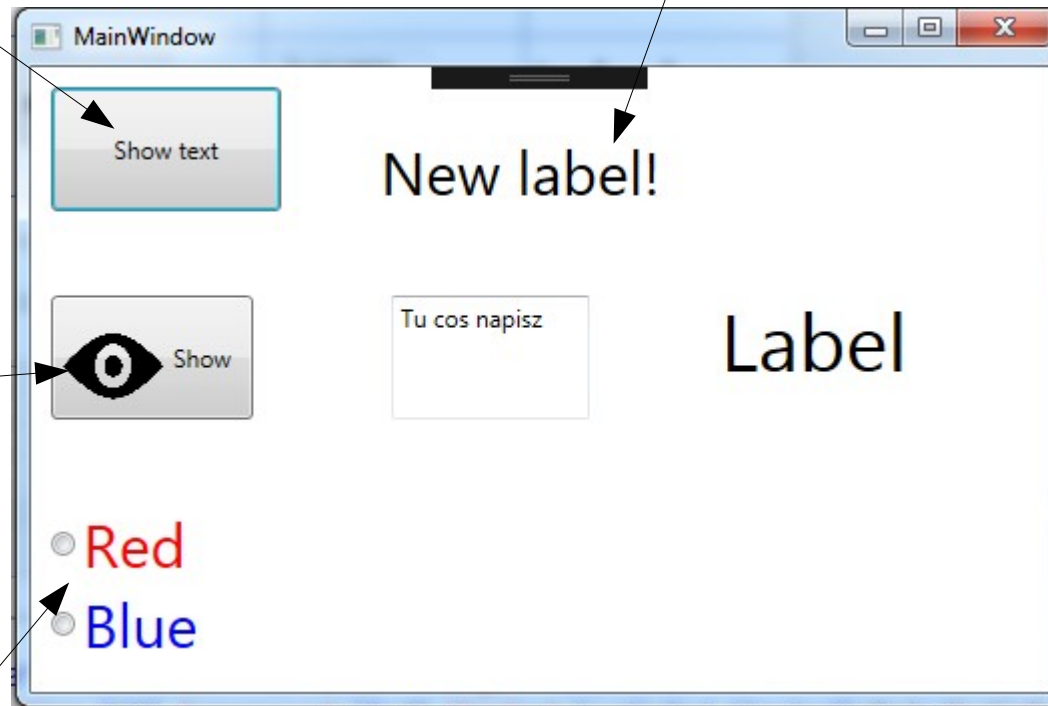 MainWindow
Show text
New label!
Show
Tu cos napisz
Label
Red
Blue